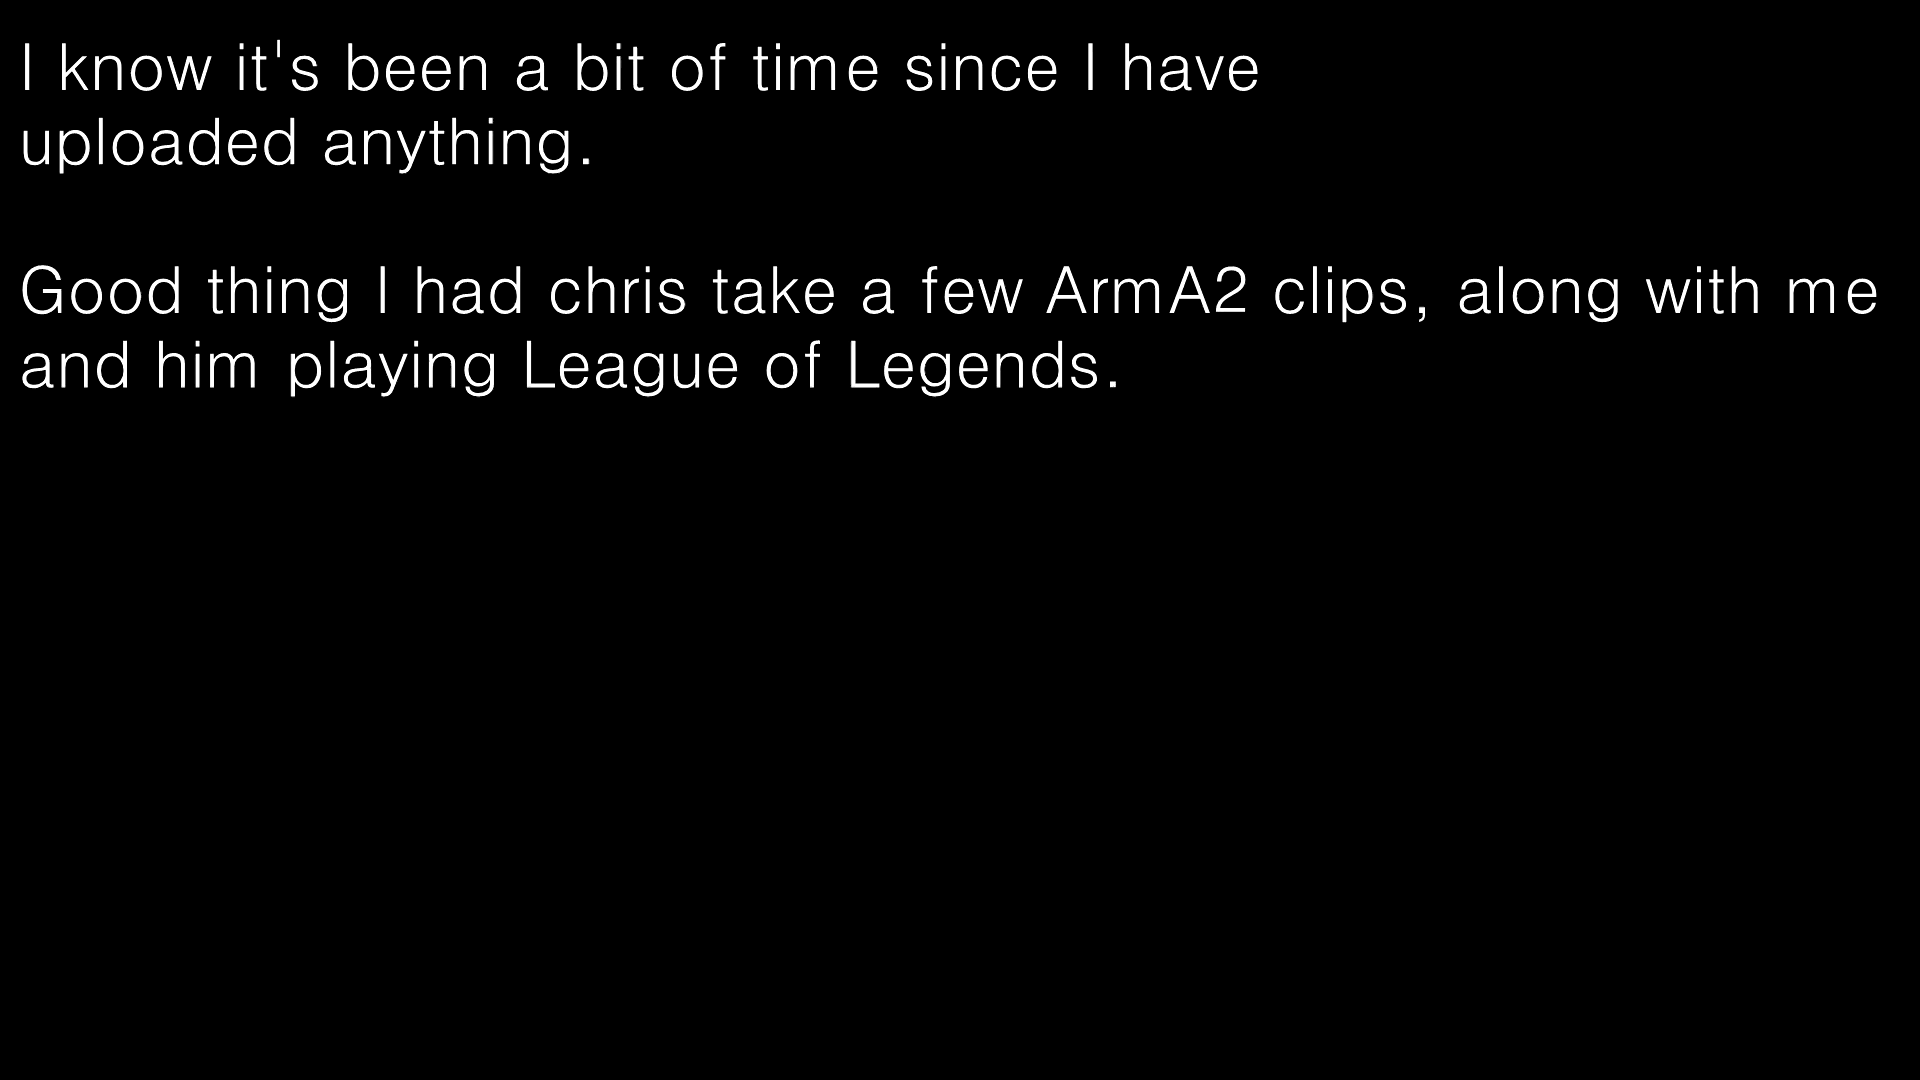 I know it's been a bit of time since I have
uploaded anything.
Good thing I had chris take a few ArmA2 clips, along with me
and him playing League of Legends.